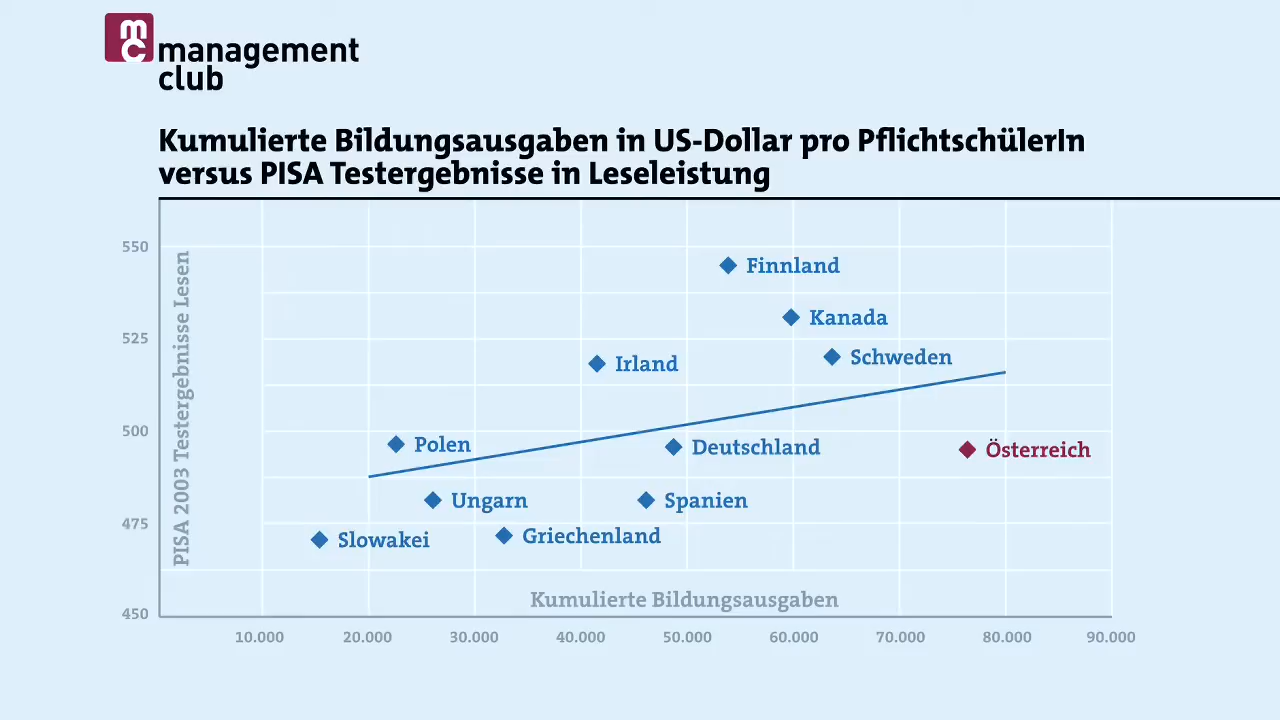 mc management
club
Kumulierte Bildungsausgaben in US-Dollar pro PflichtschülerIn
versus PISA Testergebnisse in Leseleistung
550
525
500
475
450
PISA 2003 Testergebnisse Lesen
Finnland
Kanada
Schweden
Irland
Polen
Deutschland
Österreich
Ungarn
Spanien
Griechenland
Slowakei
Kumulierte Bildungsausgaben
10.000 20.000 30.000 40.000 50.000 60.000 70.000 80.000 90.000